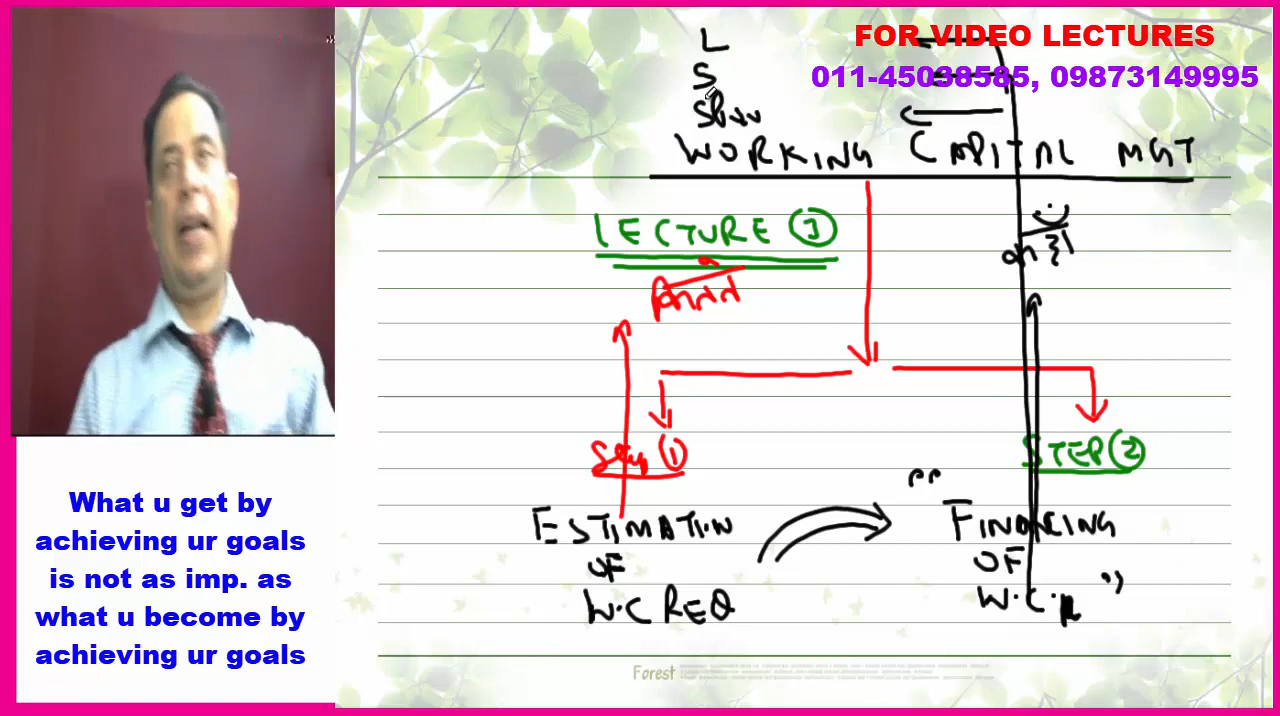 FOR VIDEO LECTURES
011-45038585, 09873149995
L
S
WORKING CAPITAL MGT
LECTURE
STEP (2)
ESTIMATION
OF
W.C REQ
" FINANCING
OF
W.C.R "
What u get by
achieving ur goals
is not as imp. as
what u become by
achieving ur goals
Forest